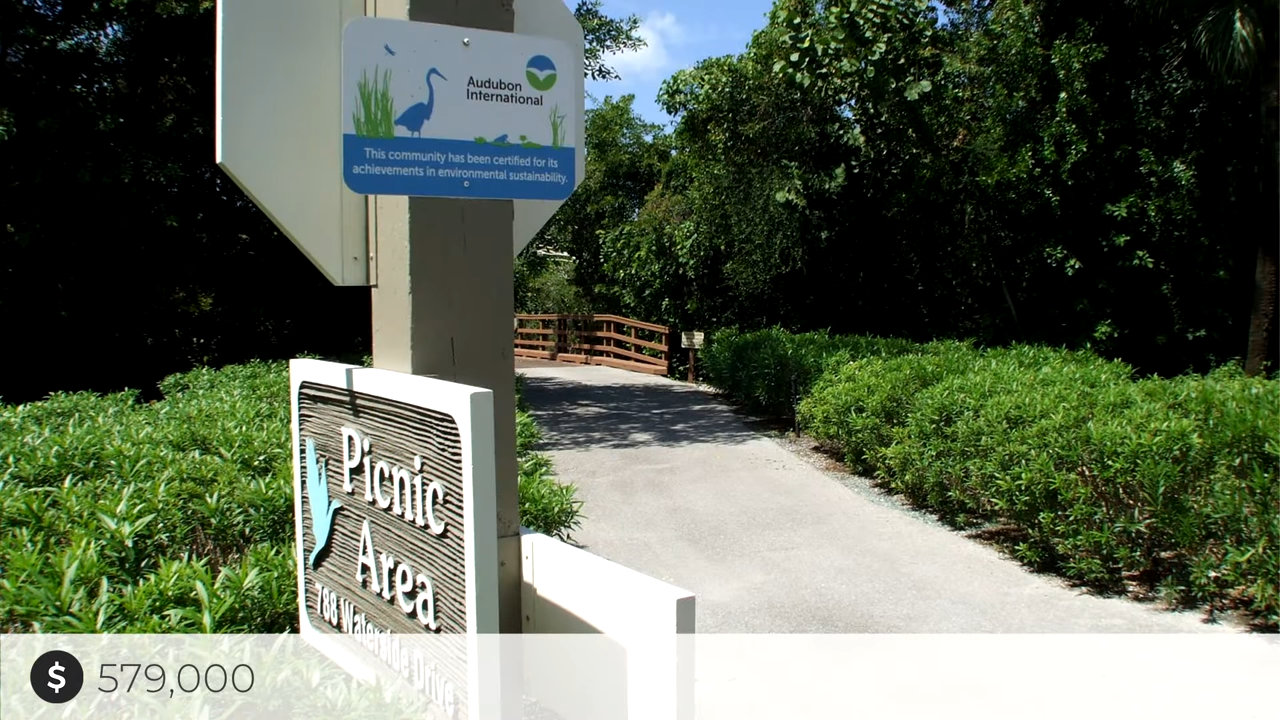 Audubon
International
This community has been certified for its
achievements in environmental sustainability.
Picnic
Area
788 Waterside Drive
$ 579,000